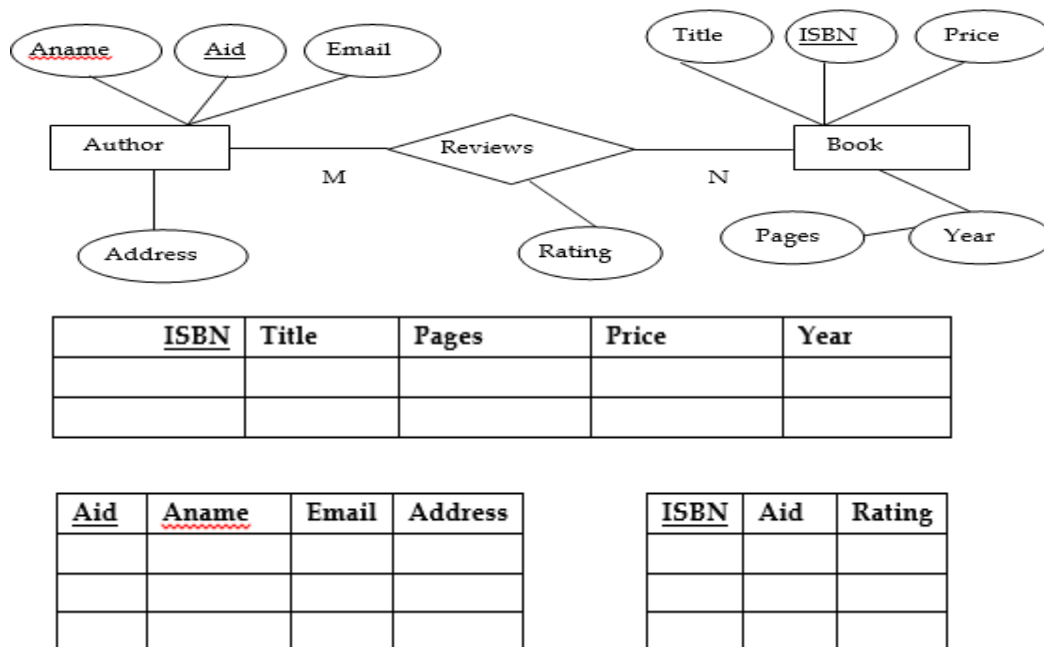 Aname Aid Email Title ISBN Price
Author Reviews Book
M N
Address Rating Pages Year
ISBN Title Pages Price Year
Aid Aname Email Address ISBN Aid Rating